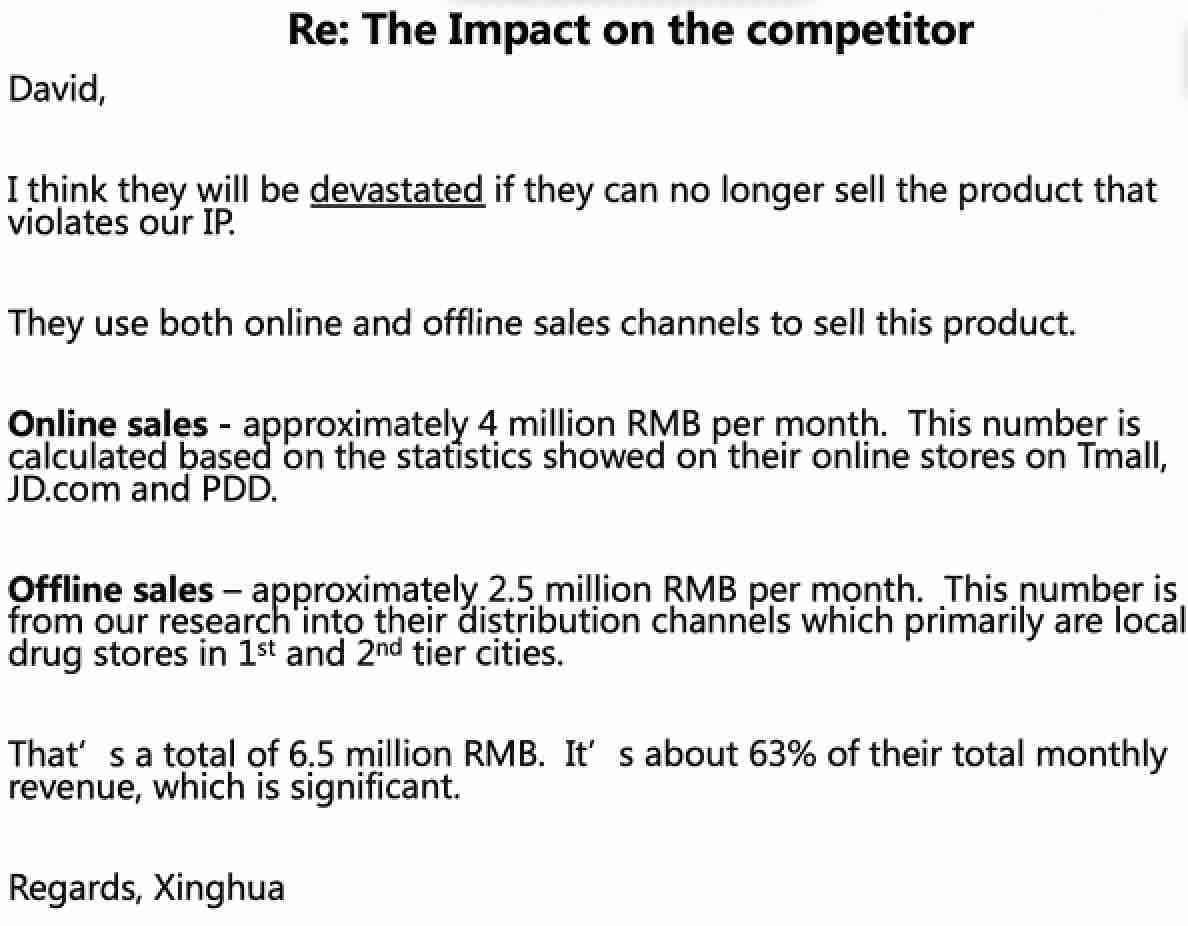 Re: The Impact on the competitor
David,
I think they will be devastated if they can no longer sell the product that
violates our IP.
They use both online and offline sales channels to sell this product.
Online sales - approximately 4 million RMB per month.  This number is
calculated based on the statistics showed on their online stores on Tmall,
JD.com and PDD.
Offline sales – approximately 2.5 million RMB per month.  This number is
from our research into their distribution channels which primarily are local
drug stores in 1st and 2nd tier cities.
That’ s a total of 6.5 million RMB.  It’ s about 63% of their total monthly
revenue, which is significant.
Regards, Xinghua